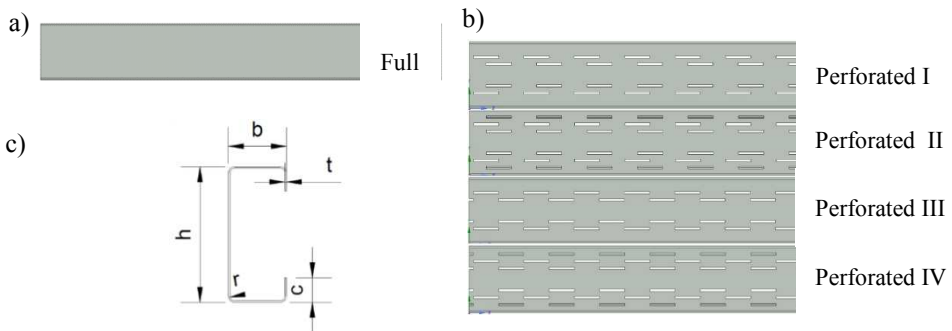 a)
Full
b)
Perforated I
Perforated II
Perforated III
Perforated IV
c)
b
t
h
r
c